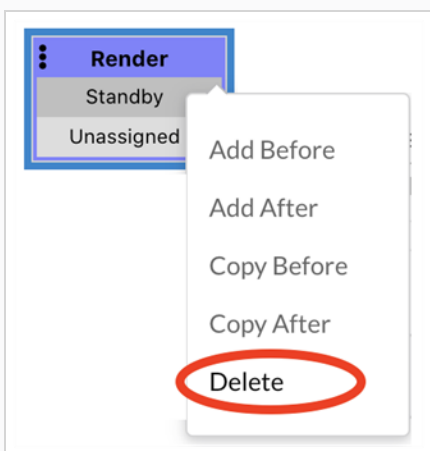 Render
Standby
Unassigned
Add Before
Add After
Copy Before
Copy After
Delete